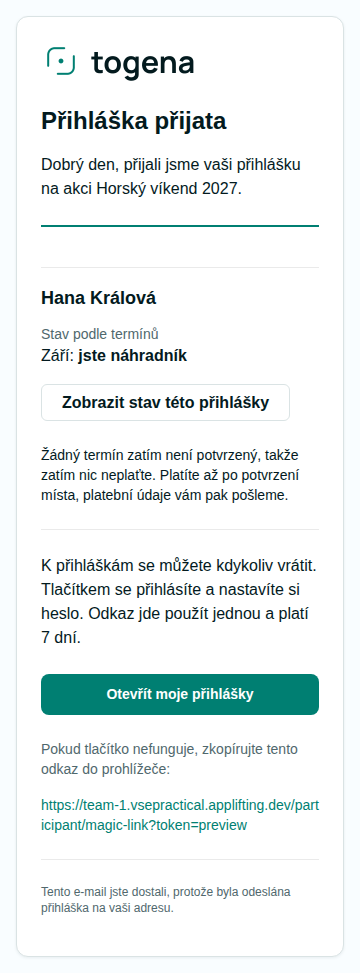 togena
Přihláška přijata
Dobrý den, přijali jsme vaši přihlášku
na akci Horský víkend 2027.
Hana Králová
Stav podle termínů
Září: jste náhradník
Zobrazit stav této přihlášky
Žádný termín zatím není potvrzený, takže
zatím nic neplaťte. Platíte až po potvrzení
místa, platební údaje vám pak pošleme.
K přihláškám se můžete kdykoliv vrátit.
Tlačítkem se přihlásíte a nastavíte si
heslo. Odkaz jde použít jednou a platí
7 dní.
Otevřít moje přihlášky
Pokud tlačítko nefunguje, zkopírujte tento
odkaz do prohlížeče:
https://team-1.vsepractical.applifting.dev/part
icipant/magic-link?token=preview
Tento e-mail jste dostali, protože byla odeslána
přihláška na vaši adresu.